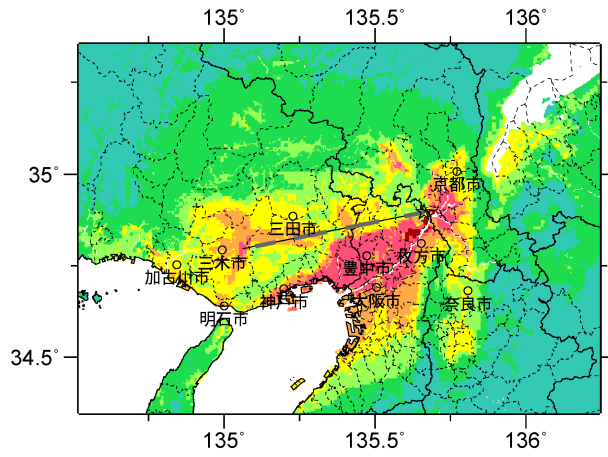 135° 135.5° 136°
35°
京都市
三田市
三木市
枚方市
豊中市
加古川市
神戸市
大阪市
奈良市
明石市
34.5°
135° 135.5° 136°